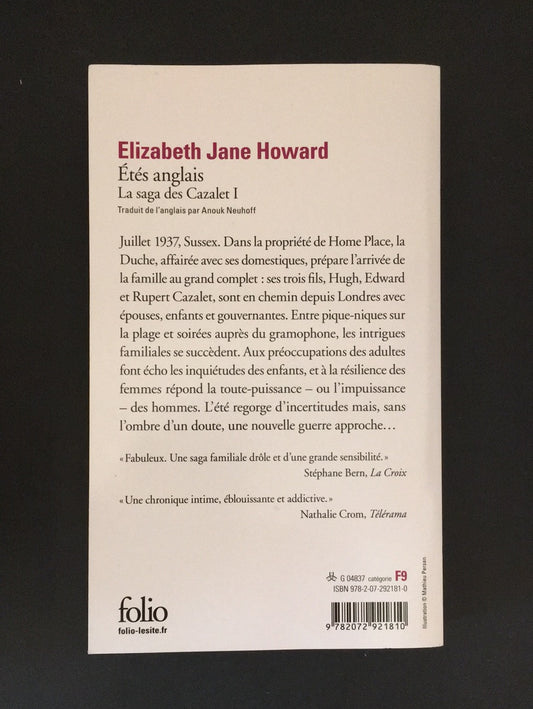 Elizabeth Jane Howard
Étés anglais
La saga des Cazalet I
Traduit de l'anglais par Anouk Neuhoff
Juillet 1937, Sussex. Dans la propriété de Home Place, la
Duche, affairée avec ses domestiques, prépare l'arrivée de
la famille au grand complet : ses trois fils, Hugh, Edward
et Rupert Cazalet, sont en chemin depuis Londres avec
épouses, enfants et gouvernantes. Entre pique-niques sur
la plage et soirées auprès du gramophone, les intrigues
familiales se succèdent. Aux préoccupations des adultes
font écho les inquiétudes des enfants, et à la résilience des
femmes répond la toute-puissance – ou l'impuissance
– des hommes. L'été regorge d'incertitudes mais, sans
l'ombre d'un doute, une nouvelle guerre approche…
« Fabuleux. Une saga familiale drôle et d'une grande sensibilité. »
Stéphane Bern, La Croix
« Une chronique intime, éblouissante et addictive. »
Nathalie Crom, Télérama
G 04837 catégorie F9
ISBN 978-2-07-292181-0
9 782072 921810
folio
folio-lesite.fr
Illustration © Mathieu Persan